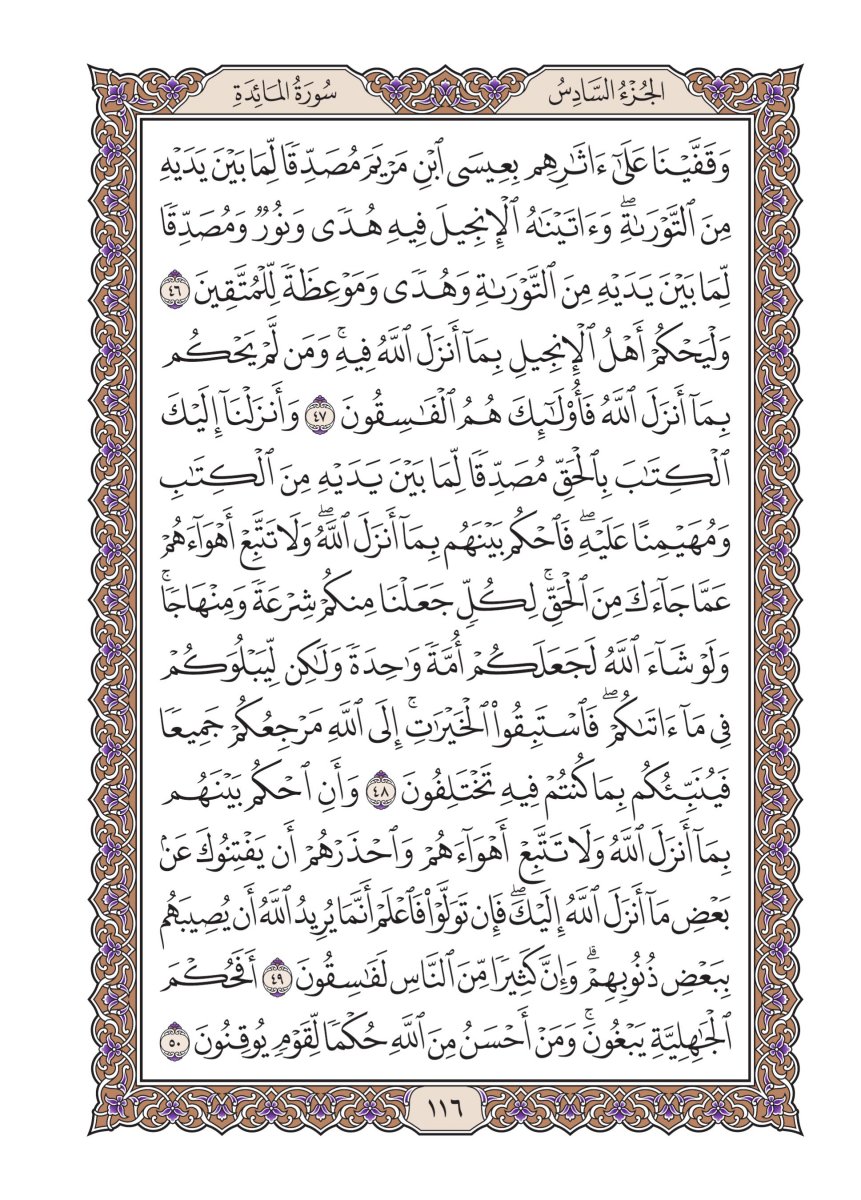 الجُزْءُ السَّادِسُ
سُورَةُ المَائِدَةِ
وَقَفَّيْنَا عَلَىٰٓ ءَاثَٰرِهِم بِعِيسَى ٱبْنِ مَرْيَمَ مُصَدِّقًا لِّمَا بَيْنَ يَدَيْهِ
مِنَ ٱلتَّوْرَىٰةِۖ وَءَاتَيْنَٰهُ ٱلْإِنجِيلَ فِيهِ هُدًى وَنُورٌ وَمُصَدِّقًا
لِّمَا بَيْنَ يَدَيْهِ مِنَ ٱلتَّوْرَىٰةِ وَهُدًى وَمَوْعِظَةً لِّلْمُتَّقِينَ ٤٦
وَلْيَحْكُمْ أَهْلُ ٱلْإِنجِيلِ بِمَآ أَنزَلَ ٱللَّهُ فِيهِۚ وَمَن لَّمْ يَحْكُم
بِمَآ أَنزَلَ ٱللَّهُ فَأُو۟لَٰٓئِكَ هُمُ ٱلْفَٰسِقُونَ ٤٧ وَأَنزَلْنَآ إِلَيْكَ
ٱلْكِتَٰبَ بِٱلْحَقِّ مُصَدِّقًا لِّمَا بَيْنَ يَدَيْهِ مِنَ ٱلْكِتَٰبِ
وَمُهَيْمِنًا عَلَيْهِۖ فَٱحْكُم بَيْنَهُم بِمَآ أَنزَلَ ٱللَّهُۖ وَلَا تَتَّبِعْ أَهْوَآءَهُمْ
عَمَّا جَآءَكَ مِنَ ٱلْحَقِّۚ لِكُلٍّ جَعَلْنَا مِنكُمْ شِرْعَةً وَمِنْهَاجًاۚ
وَلَوْ شَآءَ ٱللَّهُ لَجَعَلَكُمْ أُمَّةً وَٰحِدَةً وَلَٰكِن لِّيَبْلُوَكُمْ
فِى مَآ ءَاتَىٰكُمْۖ فَٱسْتَبِقُوا۟ ٱلْخَيْرَٰتِۚ إِلَى ٱللَّهِ مَرْجِعُكُمْ جَمِيعًا
فَيُنَبِّئُكُم بِمَا كُنتُمْ فِيهِ تَخْتَلِفُونَ ٤٨ وَأَنِ ٱحْكُم بَيْنَهُم
بِمَآ أَنزَلَ ٱللَّهُ وَلَا تَتَّبِعْ أَهْوَآءَهُمْ وَٱحْذَرْهُمْ أَن يَفْتِنُوكَ عَنۢ
بَعْضِ مَآ أَنزَلَ ٱللَّهُ إِلَيْكَۖ فَإِن تَوَلَّوْا۟ فَٱعْلَمْ أَنَّمَا يُرِيدُ ٱللَّهُ أَن يُصِيبَهُم
بِبَعْضِ ذُنُوبِهِمْۗ وَإِنَّ كَثِيرًا مِّنَ ٱلنَّاسِ لَفَٰسِقُونَ ٤٩ أَفَحُكْمَ
ٱلْجَٰهِلِيَّةِ يَبْغُونَۚ وَمَنْ أَحْسَنُ مِنَ ٱللَّهِ حُكْمًا لِّقَوْمٍ يُوقِنُونَ ٥٠
١١٦